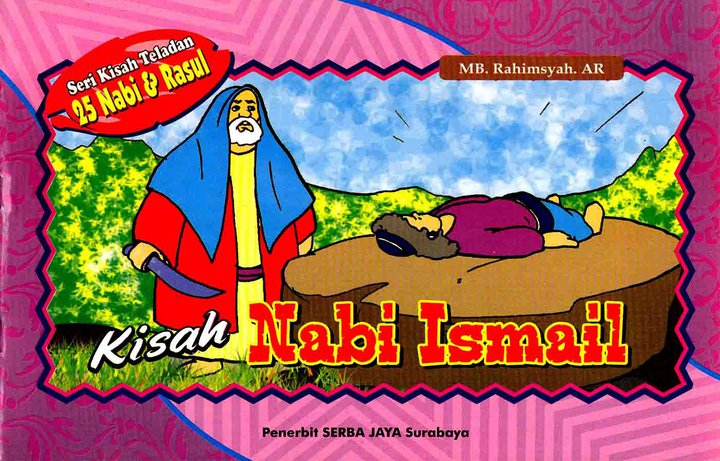 Seri Kisah Teladan
25 Nabi & Rasul
MB. Rahimsyah. AR
Kisah Nabi Ismail
Penerbit SERBA JAYA Surabaya